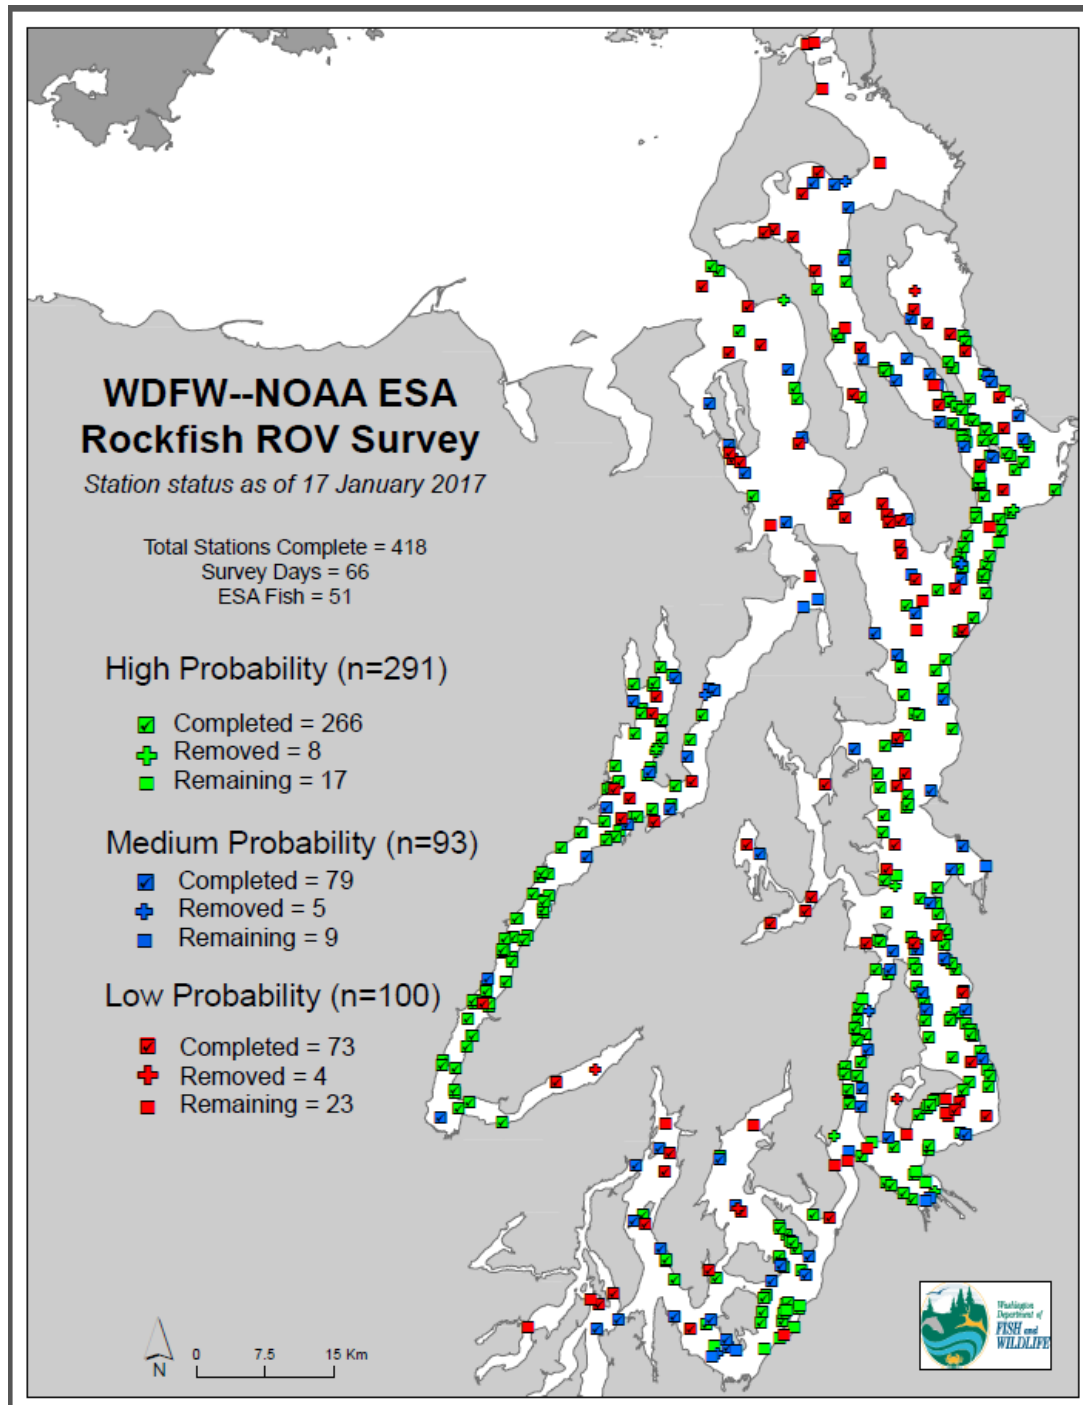 WDFW--NOAA ESA
Rockfish ROV Survey
Station status as of 17 January 2017
Total Stations Complete = 418
Survey Days = 66
ESA Fish = 51
High Probability (n=291)
Completed = 266
Removed = 8
Remaining = 17
Medium Probability (n=93)
Completed = 79
Removed = 5
Remaining = 9
Low Probability (n=100)
Completed = 73
Removed = 4
Remaining = 23
N
0 7.5 15 Km
Washington
Department of
FISH and
WILDLIFE